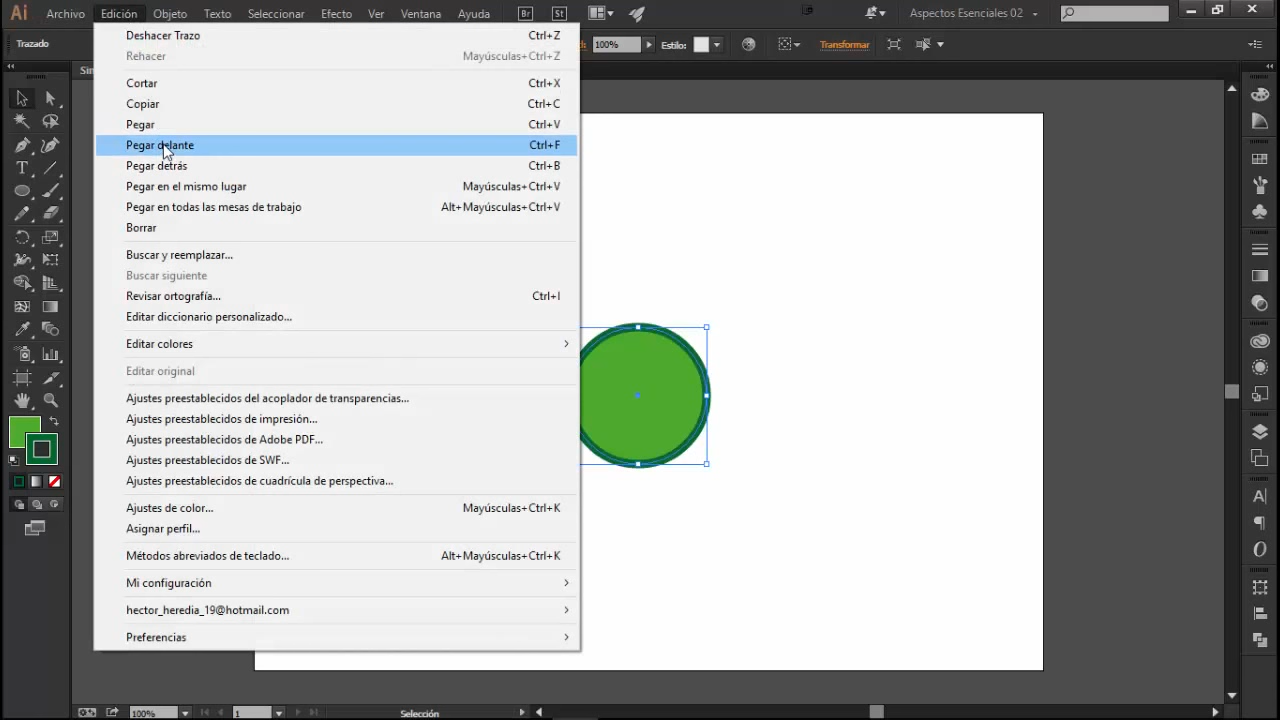 Ai Archivo Edición Objeto Texto Seleccionar Efecto Ver Ventana Ayuda Br St Aspectos Esenciales 02
Trazado 100% Estilo: Transformar
Deshacer Trazo Ctrl+Z
Rehacer Mayúsculas+Ctrl+Z
Cortar Ctrl+X
Copiar Ctrl+C
Pegar Ctrl+V
Pegar delante Ctrl+F
Pegar detrás Ctrl+B
Pegar en el mismo lugar Mayúsculas+Ctrl+V
Pegar en todas las mesas de trabajo Alt+Mayúsculas+Ctrl+V
Borrar
Buscar y reemplazar...
Buscar siguiente
Revisar ortografía... Ctrl+I
Editar diccionario personalizado...
Editar colores
Editar original
Ajustes preestablecidos del acoplador de transparencias...
Ajustes preestablecidos de impresión...
Ajustes preestablecidos de Adobe PDF...
Ajustes preestablecidos de SWF...
Ajustes preestablecidos de cuadrícula de perspectiva...
Ajustes de color... Mayúsculas+Ctrl+K
Asignar perfil...
Métodos abreviados de teclado... Alt+Mayúsculas+Ctrl+K
Mi configuración
hector_heredia_19@hotmail.com
Preferencias
100% 1 Selección